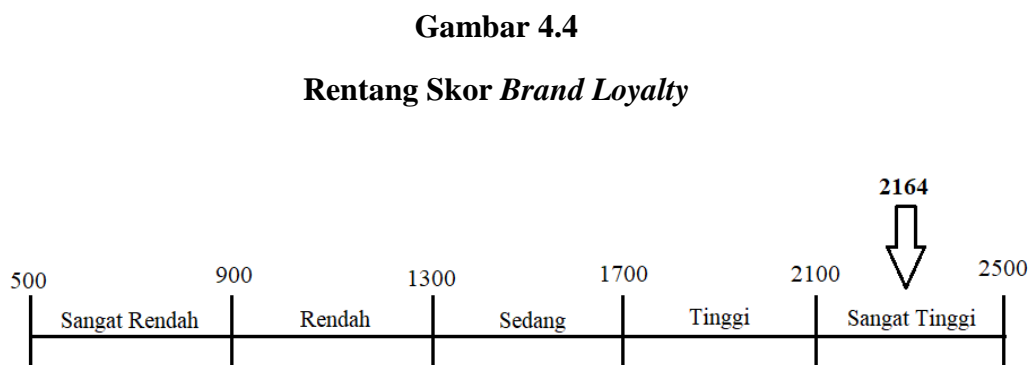 Gambar 4.4
Rentang Skor Brand Loyalty
2164
500 900 1300 1700 2100 2500
Sangat Rendah Rendah Sedang Tinggi Sangat Tinggi